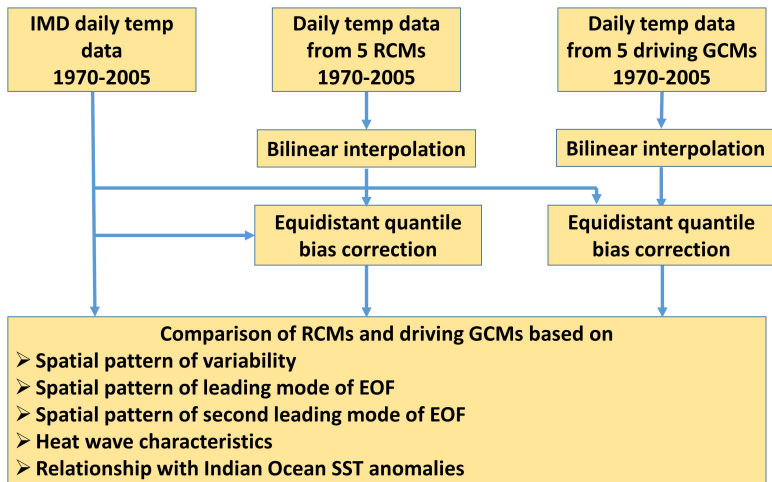 IMD daily temp
data
1970-2005
Daily temp data
from 5 RCMs
1970-2005
Daily temp data
from 5 driving GCMs
1970-2005
Bilinear interpolation
Bilinear interpolation
Equidistant quantile
bias correction
Equidistant quantile
bias correction
Comparison of RCMs and driving GCMs based on
➢ Spatial pattern of variability
➢ Spatial pattern of leading mode of EOF
➢ Spatial pattern of second leading mode of EOF
➢ Heat wave characteristics
➢ Relationship with Indian Ocean SST anomalies